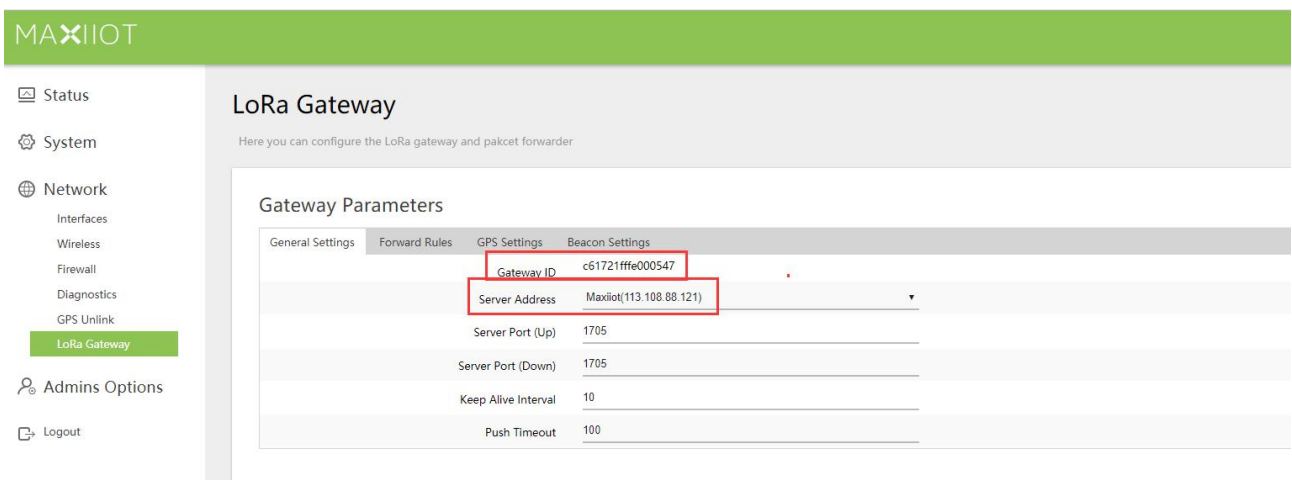 MAXIIOT
Status
System
Network
Interfaces
Wireless
Firewall
Diagnostics
GPS Unlink
LoRa Gateway
Admins Options
Logout
LoRa Gateway
Here you can configure the LoRa gateway and pakcet forwarder
Gateway Parameters
General Settings Forward Rules GPS Settings Beacon Settings
Gateway ID c61721fffe000547
Server Address Maxiiot(113.108.88.121)
Server Port (Up) 1705
Server Port (Down) 1705
Keep Alive Interval 10
Push Timeout 100